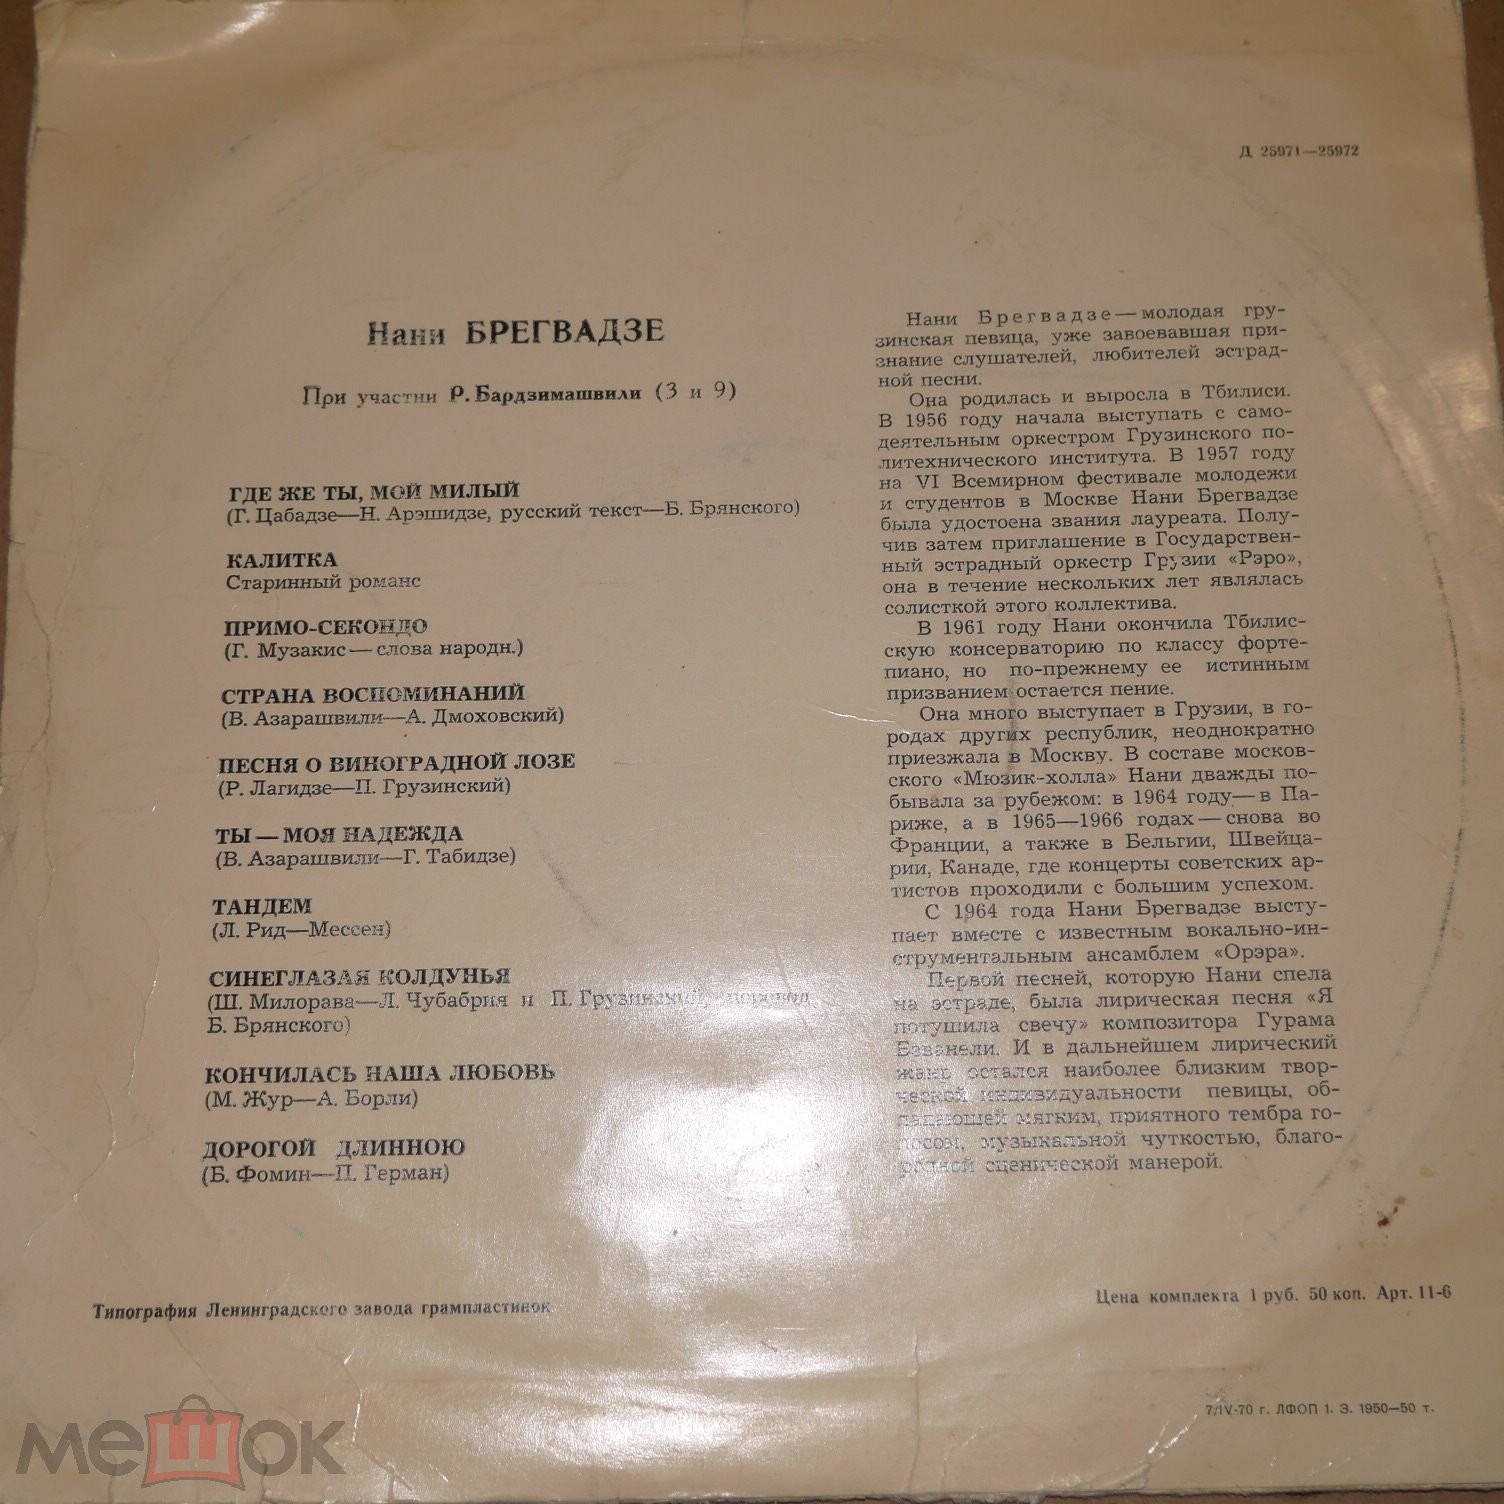 Д 25971—25972
Нани БРЕГВАДЗЕ
При участии Р. Бардзимашвили (3 и 9)
ГДЕ ЖЕ ТЫ, МОЙ МИЛЫЙ
(Г. Цабадзе—Н. Арэшидзе, русский текст—Б. Брянского)
КАЛИТКА
Старинный романс
ПРИМО-СЕКОНДО
(Г. Музакис — слова народн.)
СТРАНА ВОСПОМИНАНИЙ
(В. Азарашвили—А. Дмоховский)
ПЕСНЯ О ВИНОГРАДНОЙ ЛОЗЕ
(Р. Лагидзе—П. Грузинский)
ТЫ — МОЯ НАДЕЖДА
(В. Азарашвили—Г. Табидзе)
ТАНДЕМ
(Л. Рид—Мессен)
СИНЕГЛАЗАЯ КОЛДУНЬЯ
(Ш. Милорава—Л. Чубабрия и П. Грузинский, перевод
Б. Брянского)
КОНЧИЛАСЬ НАША ЛЮБОВЬ
(М. Жур—А. Борли)
ДОРОГОЙ ДЛИННОЮ
(Б. Фомин—П. Герман)
Нани Брегвадзе — молодая гру-
зинская певица, уже завоевавшая при-
знание слушателей, любителей эстрад-
ной песни.
Она родилась и выросла в Тбилиси.
В 1956 году начала выступать с само-
деятельным оркестром Грузинского по-
литехнического института. В 1957 году
на VI Всемирном фестивале молодежи
и студентов в Москве Нани Брегвадзе
была удостоена звания лауреата. Полу-
чив затем приглашение в Государствен-
ный эстрадный оркестр Грузии «Рэро»,
она в течение нескольких лет являлась
солисткой этого коллектива.
В 1961 году Нани окончила Тбилис-
скую консерваторию по классу форте-
пиано, но по-прежнему ее истинным
призванием остается пение.
Она много выступает в Грузии, в го-
родах других республик, неоднократно
приезжала в Москву. В составе москов-
ского «Мюзик-холла» Нани дважды по-
бывала за рубежом: в 1964 году — в Па-
риже, а в 1965—1966 годах — снова во
Франции, а также в Бельгии, Швейца-
рии, Канаде, где концерты советских ар-
тистов проходили с большим успехом.
С 1964 года Нани Брегвадзе высту-
пает вместе с известным вокально-ин-
струментальным ансамблем «Орэра».
Первой песней, которую Нани спела
на эстраде, была лирическая песня «Я
потушила свечу» композитора Гурама
Бзванели. И в дальнейшем лирический
жанр остался наиболее близким твор-
ческой индивидуальности певицы, об-
ладающей мягким, приятного тембра го-
лосом, музыкальной чуткостью, благо-
родной сценической манерой.
Типография Ленинградского завода грампластинок
Цена комплекта 1 руб. 50 коп. Арт. 11-6
7/IV-70 г. ЛФОП 1. З. 1950—50 т.
мешок